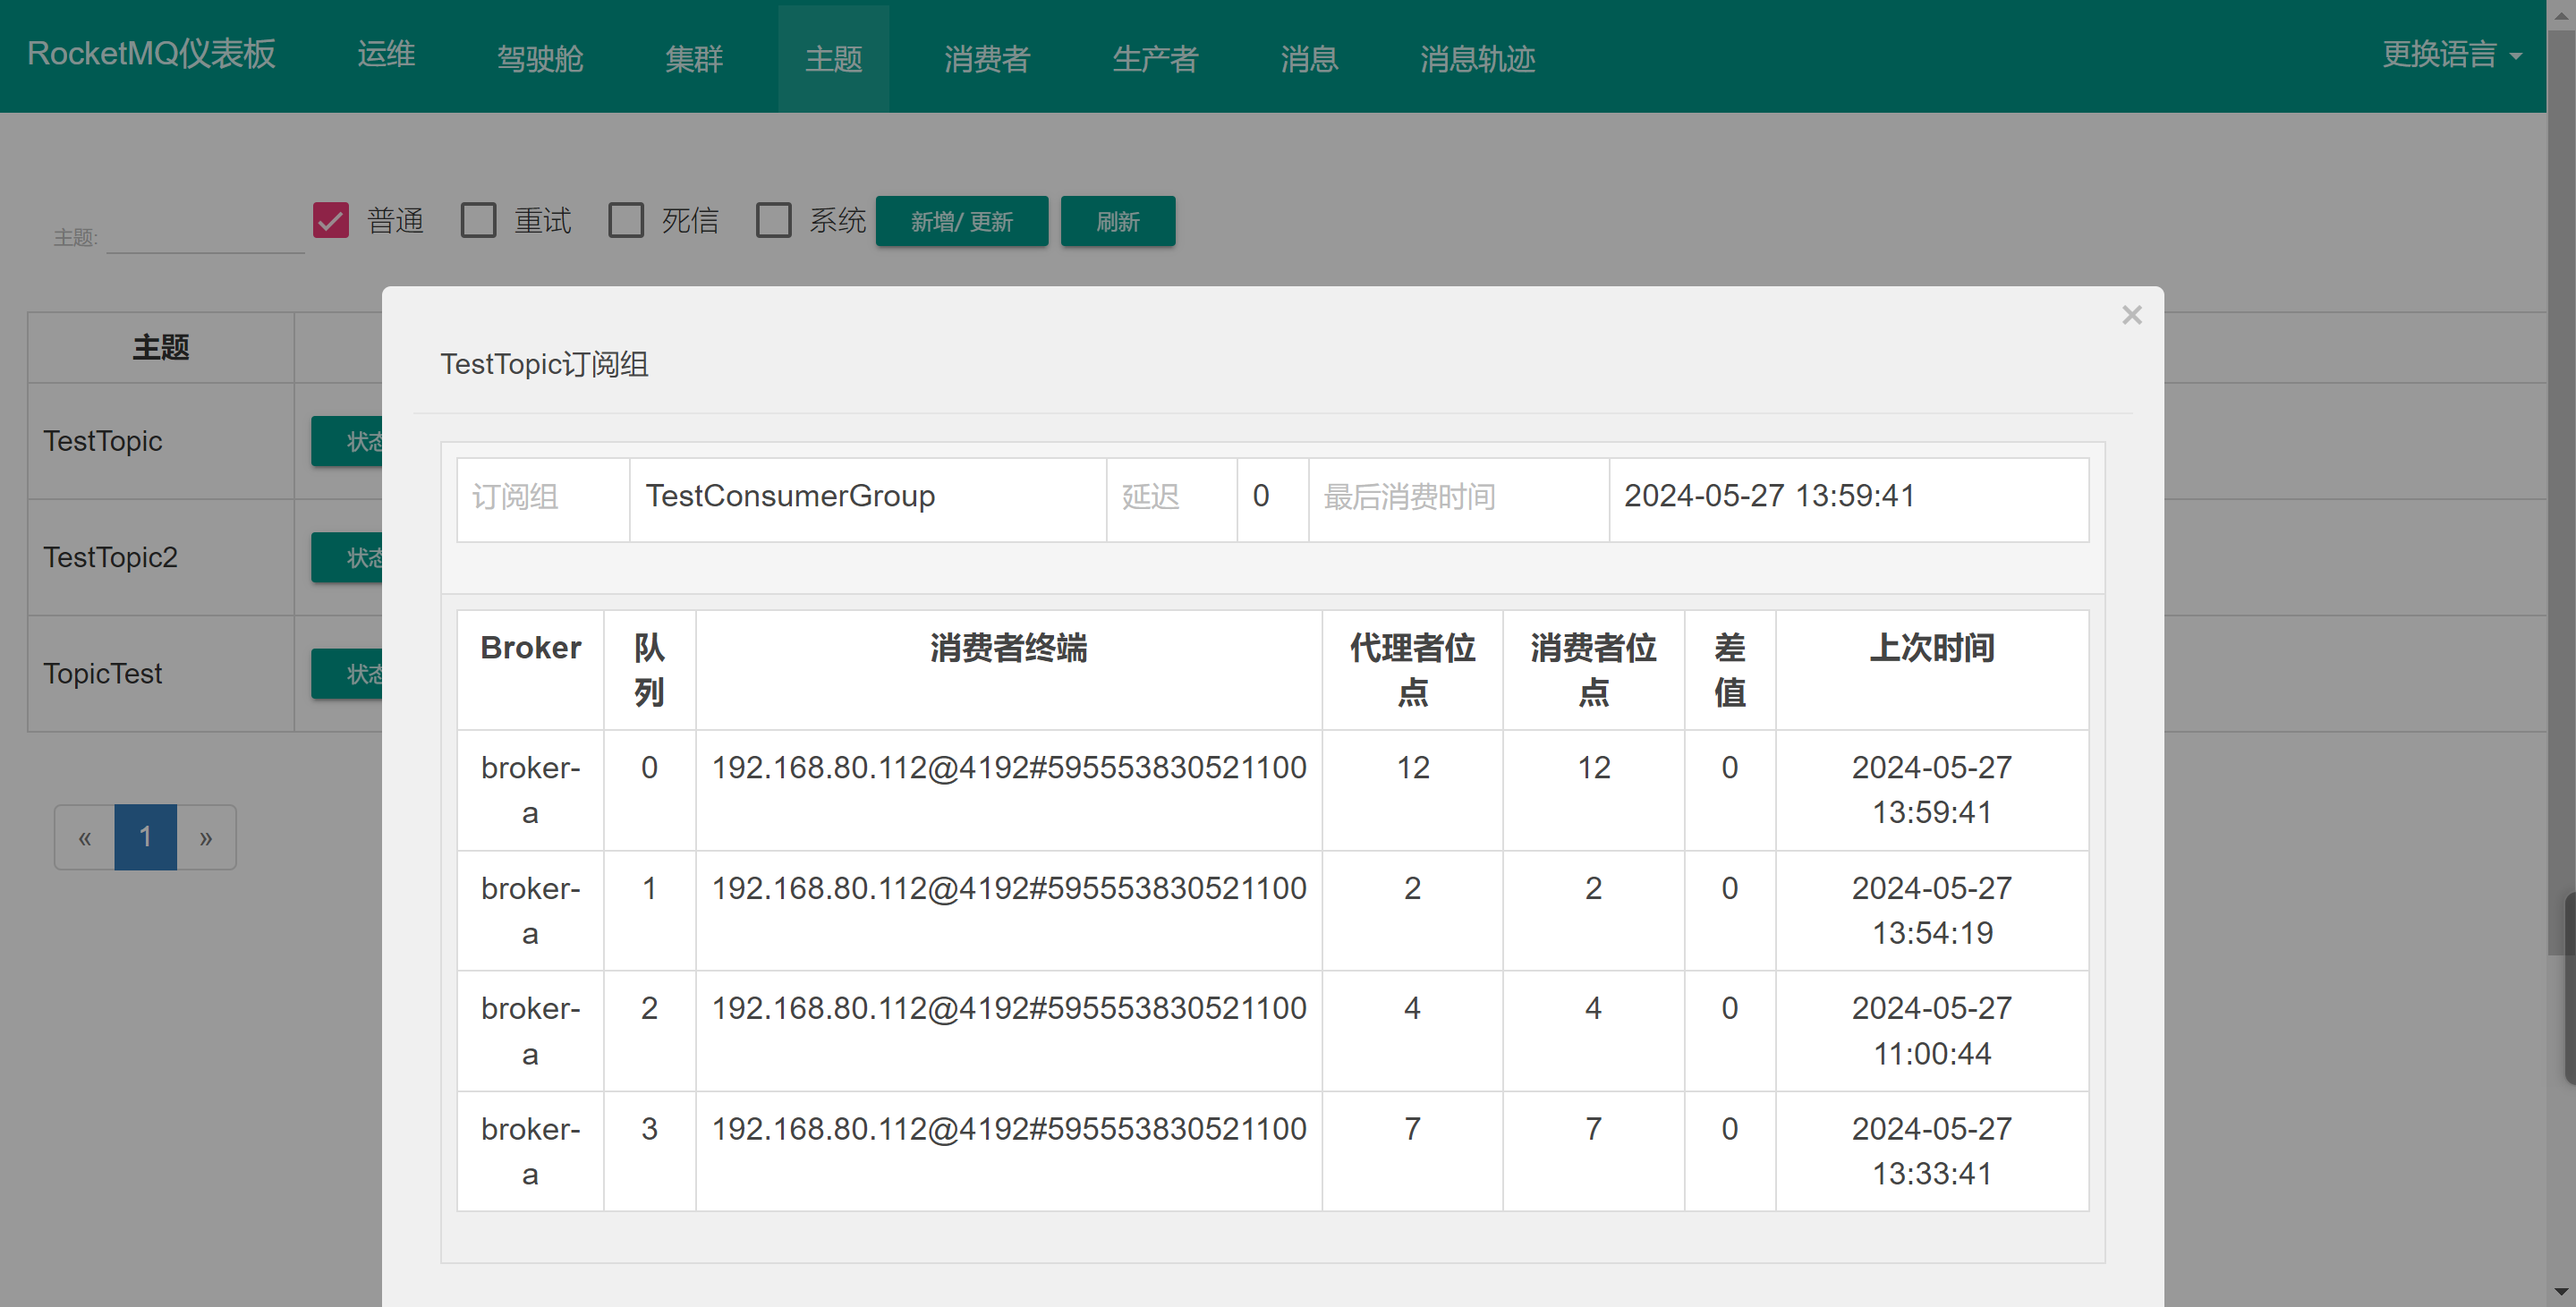 RocketMQ仪表板 运维 驾驶舱 集群 主题 消费者 生产者 消息 消息轨迹 更换语言
主题: 普通 重试 死信 系统 新增/ 更新 刷新
主题
TestTopic 状态
TestTopic2 状态
TopicTest 状态
« 1 »
×
TestTopic订阅组
订阅组 TestConsumerGroup 延迟 0 最后消费时间 2024-05-27 13:59:41
Broker 队列 消费者终端 代理者位点 消费者位点 差值 上次时间
broker-a 0 192.168.80.112@4192#595553830521100 12 12 0 2024-05-27 13:59:41
broker-a 1 192.168.80.112@4192#595553830521100 2 2 0 2024-05-27 13:54:19
broker-a 2 192.168.80.112@4192#595553830521100 4 4 0 2024-05-27 11:00:44
broker-a 3 192.168.80.112@4192#595553830521100 7 7 0 2024-05-27 13:33:41